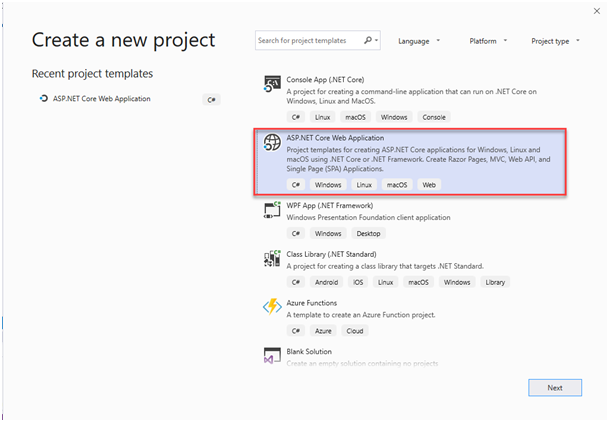 Create a new project
Search for project templates
Language
Platform
Project type
Recent project templates
ASP.NET Core Web Application
C#
Console App (.NET Core)
A project for creating a command-line application that can run on .NET Core on
Windows, Linux and MacOS.
C# Linux macOS Windows Console
ASP.NET Core Web Application
Project templates for creating ASP.NET Core applications for Windows, Linux and
macOS using .NET Core or .NET Framework. Create Razor Pages, MVC, Web API, and
Single Page (SPA) Applications.
C# Windows Linux macOS Web
WPF App (.NET Framework)
Windows Presentation Foundation client application
C# Windows Desktop
Class Library (.NET Standard)
A project for creating a class library that targets .NET Standard.
C# Android iOS Linux macOS Windows Library
Azure Functions
A template to create an Azure Function project.
C# Azure Cloud
Blank Solution
Create an empty solution containing no projects
Next